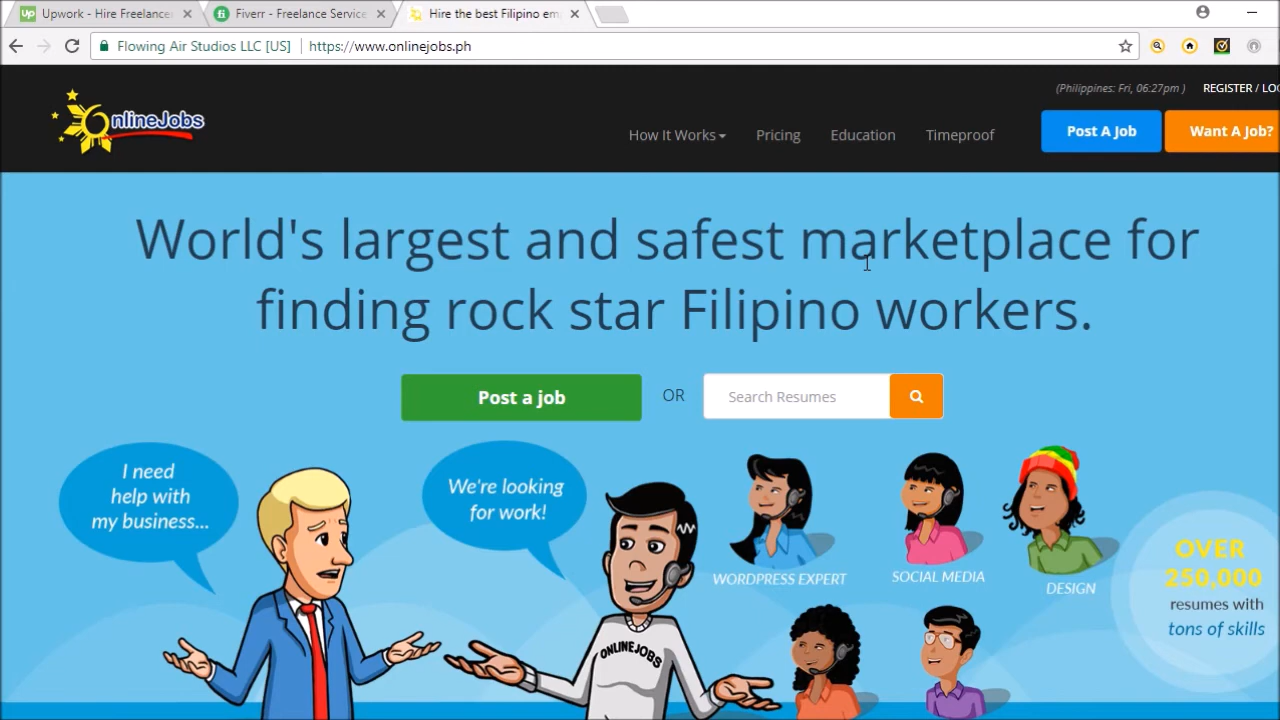 Upwork - Hire Freelancer
Fiverr - Freelance Service
Hire the best Filipino em
Flowing Air Studios LLC [US]
https://www.onlinejobs.ph
(Philippines: Fri, 06:27pm )
REGISTER / LO
OnlineJobs
How It Works
Pricing
Education
Timeproof
Post A Job
Want A Job?
World's largest and safest marketplace for
finding rock star Filipino workers.
Post a job
OR
Search Resumes
I need
help with
my business...
We're looking
for work!
ONLINEJOBS
WORDPRESS EXPERT
SOCIAL MEDIA
DESIGN
OVER
250,000
resumes with
tons of skills